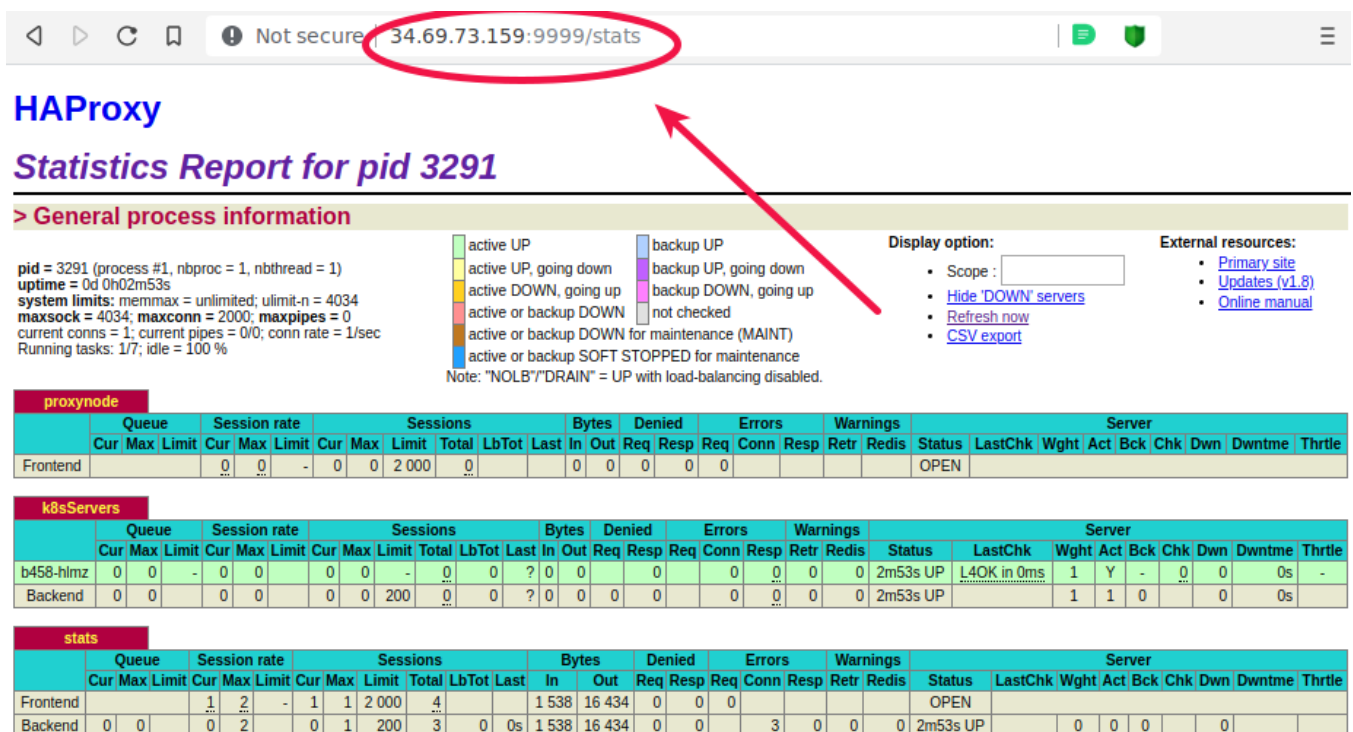 Not secure | 34.69.73.159:9999/stats
HAProxy
Statistics Report for pid 3291
> General process information
pid = 3291 (process #1, nbproc = 1, nbthread = 1)
uptime = 0d 0h02m53s
system limits: memmax = unlimited; ulimit-n = 4034
maxsock = 4034; maxconn = 2000; maxpipes = 0
current conns = 1; current pipes = 0/0; conn rate = 1/sec
Running tasks: 1/7; idle = 100 %
active UP backup UP
active UP, going down backup UP, going down
active DOWN, going up backup DOWN, going up
active or backup DOWN not checked
active or backup DOWN for maintenance (MAINT)
active or backup SOFT STOPPED for maintenance
Note: "NOLB"/"DRAIN" = UP with load-balancing disabled.
Display option:
• Scope :
• Hide 'DOWN' servers
• Refresh now
• CSV export
External resources:
• Primary site
• Updates (v1.8)
• Online manual
proxynode
Queue Session rate Sessions Bytes Denied Errors Warnings Server
Cur Max Limit Cur Max Limit Cur Max Limit Total LbTot Last In Out Req Resp Req Conn Resp Retr Redis Status LastChk Wght Act Bck Chk Dwn Dwntme Thrtle
Frontend 0 0 - 0 0 2 000 0 0 0 0 0 0 OPEN
k8sServers
Queue Session rate Sessions Bytes Denied Errors Warnings Server
Cur Max Limit Cur Max Limit Cur Max Limit Total LbTot Last In Out Req Resp Req Conn Resp Retr Redis Status LastChk Wght Act Bck Chk Dwn Dwntme Thrtle
b458-hlmz 0 0 - 0 0 0 0 - 0 0 ? 0 0 0 0 0 0 0 2m53s UP L4OK in 0ms 1 Y - 0 0 0s -
Backend 0 0 0 0 0 0 200 0 0 ? 0 0 0 0 0 0 0 0 2m53s UP 1 1 0 0 0s
stats
Queue Session rate Sessions Bytes Denied Errors Warnings Server
Cur Max Limit Cur Max Limit Cur Max Limit Total LbTot Last In Out Req Resp Req Conn Resp Retr Redis Status LastChk Wght Act Bck Chk Dwn Dwntme Thrtle
Frontend 1 2 - 1 1 2 000 4 1 538 16 434 0 0 0 OPEN
Backend 0 0 0 2 0 1 200 3 0 0s 1 538 16 434 0 0 3 0 0 0 2m53s UP 0 0 0 0